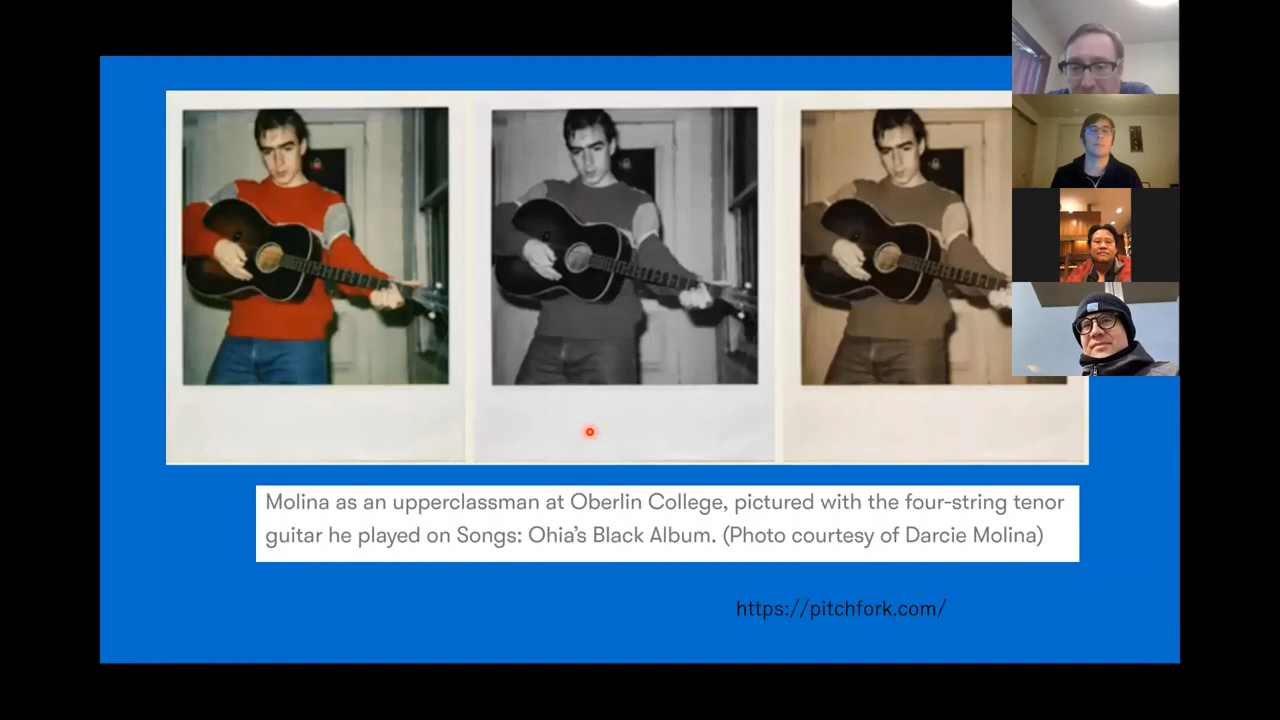 Molina as an upperclassman at Oberlin College, pictured with the four-string tenor
guitar he played on Songs: Ohia’s Black Album. (Photo courtesy of Darcie Molina)
https://pitchfork.com/